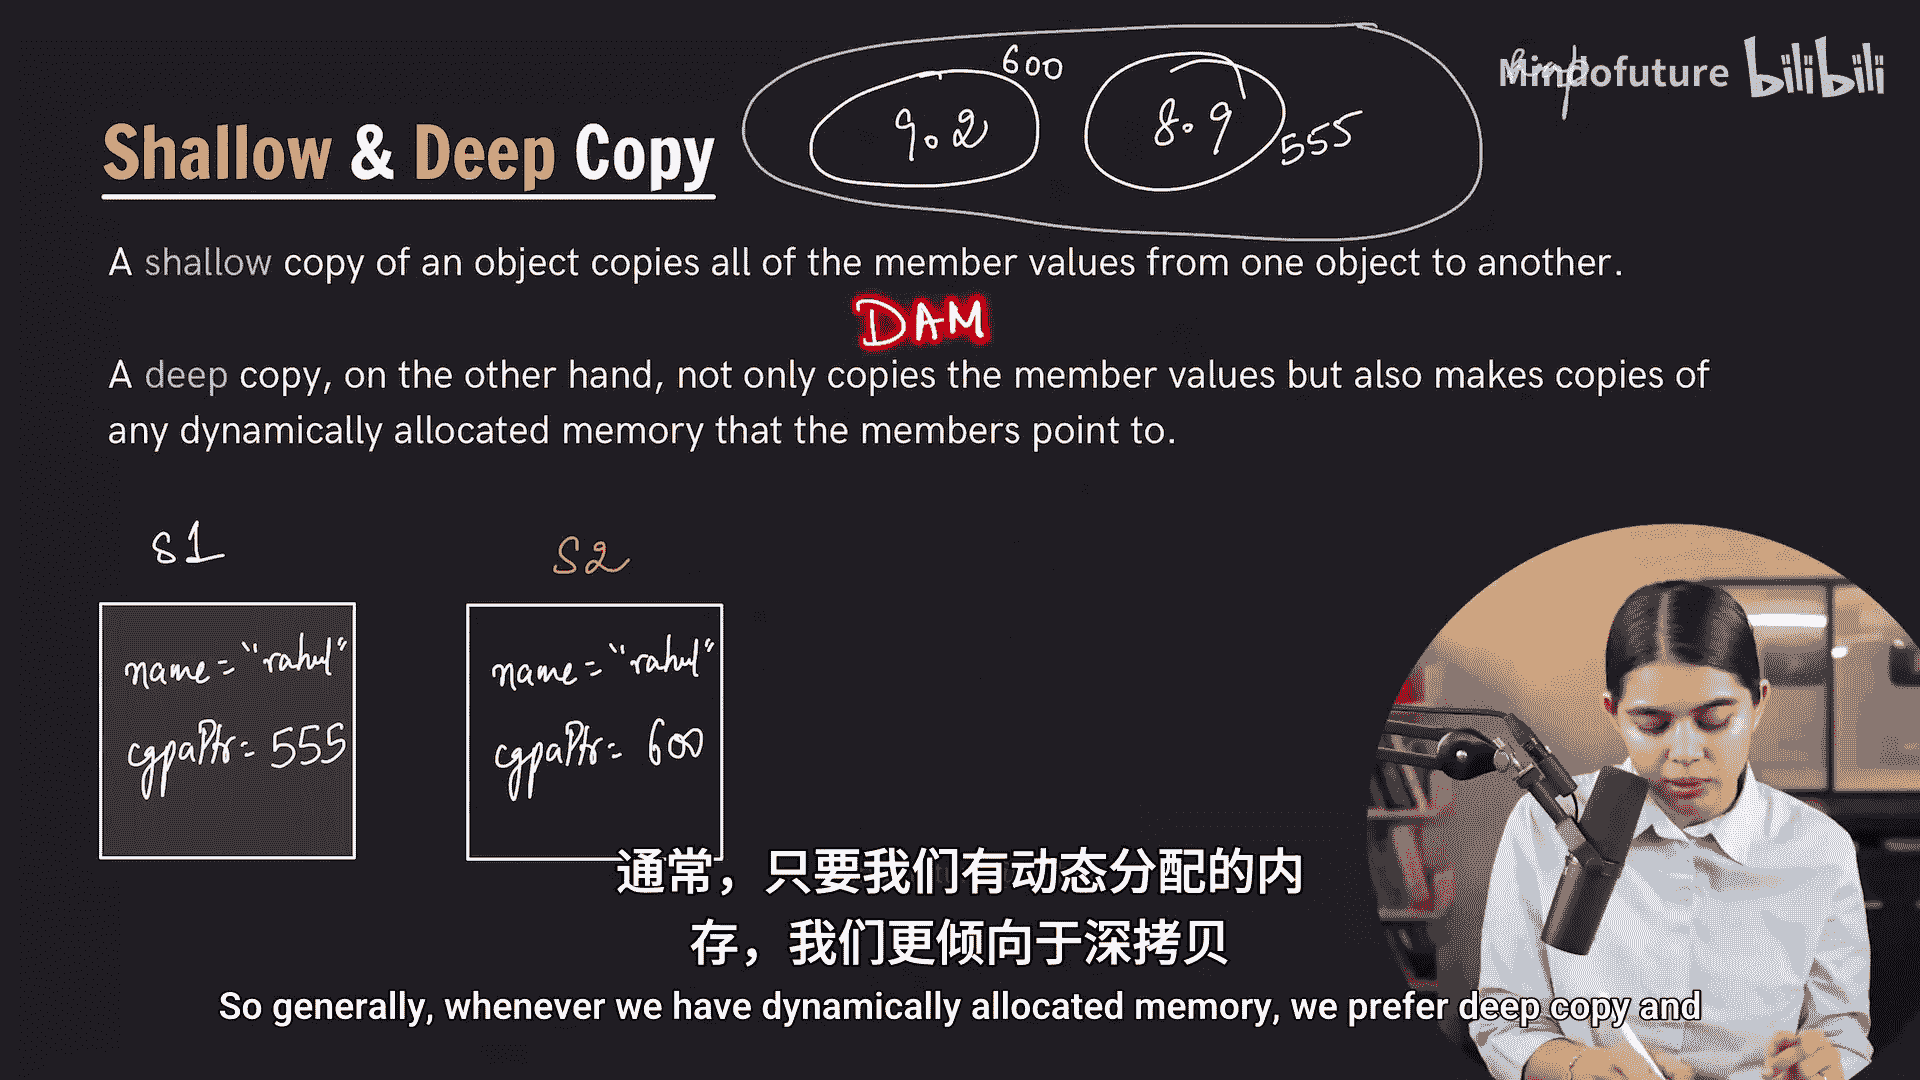 600
9.2
8.9
555
Mindofuture bilibili
Shallow & Deep Copy
A shallow copy of an object copies all of the member values from one object to another.
DAM
A deep copy, on the other hand, not only copies the member values but also makes copies of
any dynamically allocated memory that the members point to.
S1
S2
name = "rahul"
cgpaPtr = 555
name = "rahul"
cgpaPtr = 600
通常，只要我们有动态分配的内
存，我们更倾向于深拷贝
So generally, whenever we have dynamically allocated memory, we prefer deep copy and